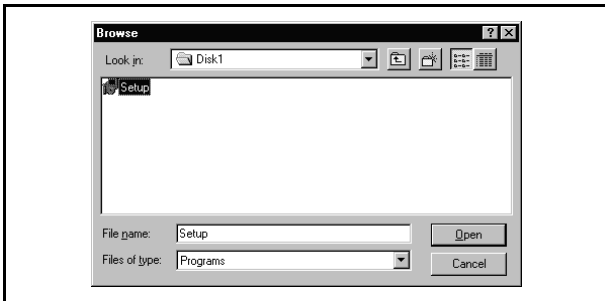 Browse
Look in: Disk1
Setup
File name: Setup Open
Files of type: Programs Cancel